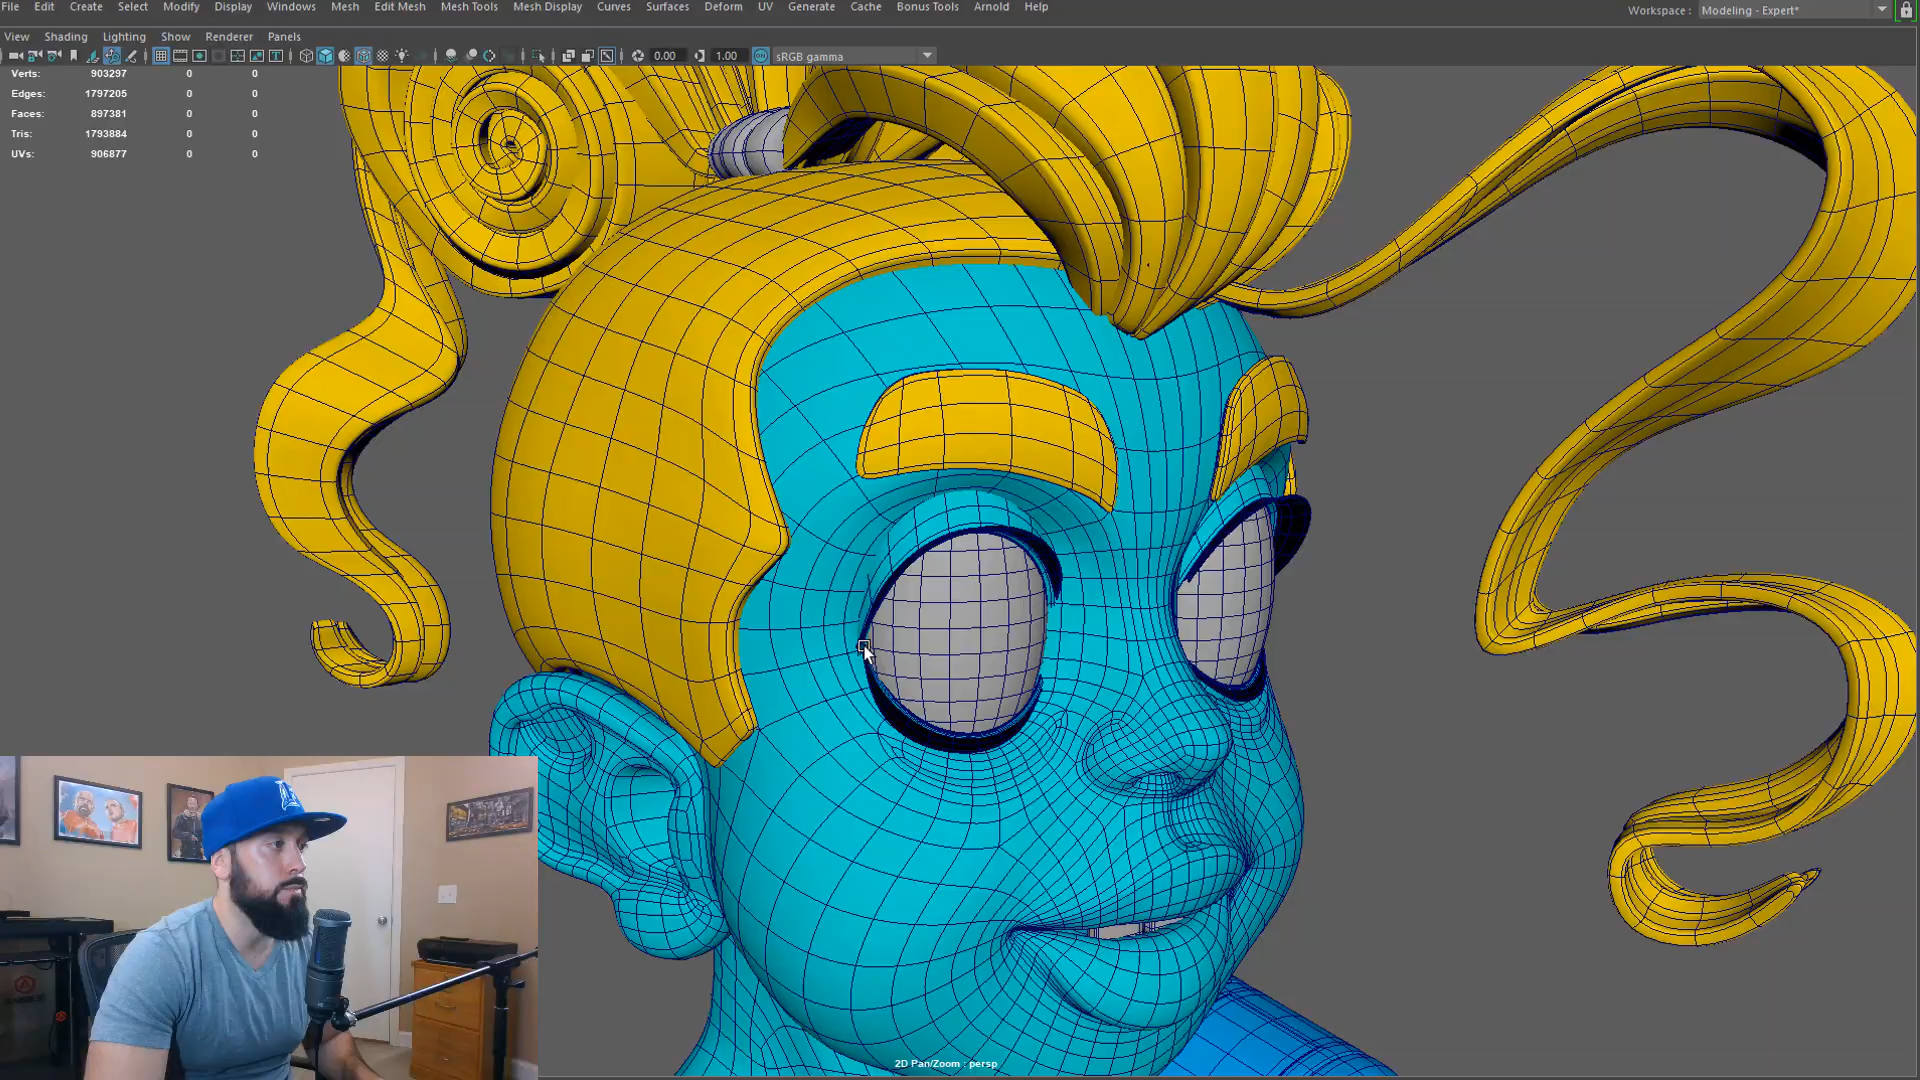 File Edit Create Select Modify Display Windows Mesh Edit Mesh Mesh Tools Mesh Display Curves Surfaces Deform UV Generate Cache Bonus Tools Arnold Help
Workspace : Modeling - Expert*
View Shading Lighting Show Renderer Panels
0.00 1.00 sRGB gamma
Verts: 903297 0 0
Edges: 1797205 0 0
Faces: 897381 0 0
Tris: 1793884 0 0
UVs: 906877 0 0
2D Pan/Zoom : persp